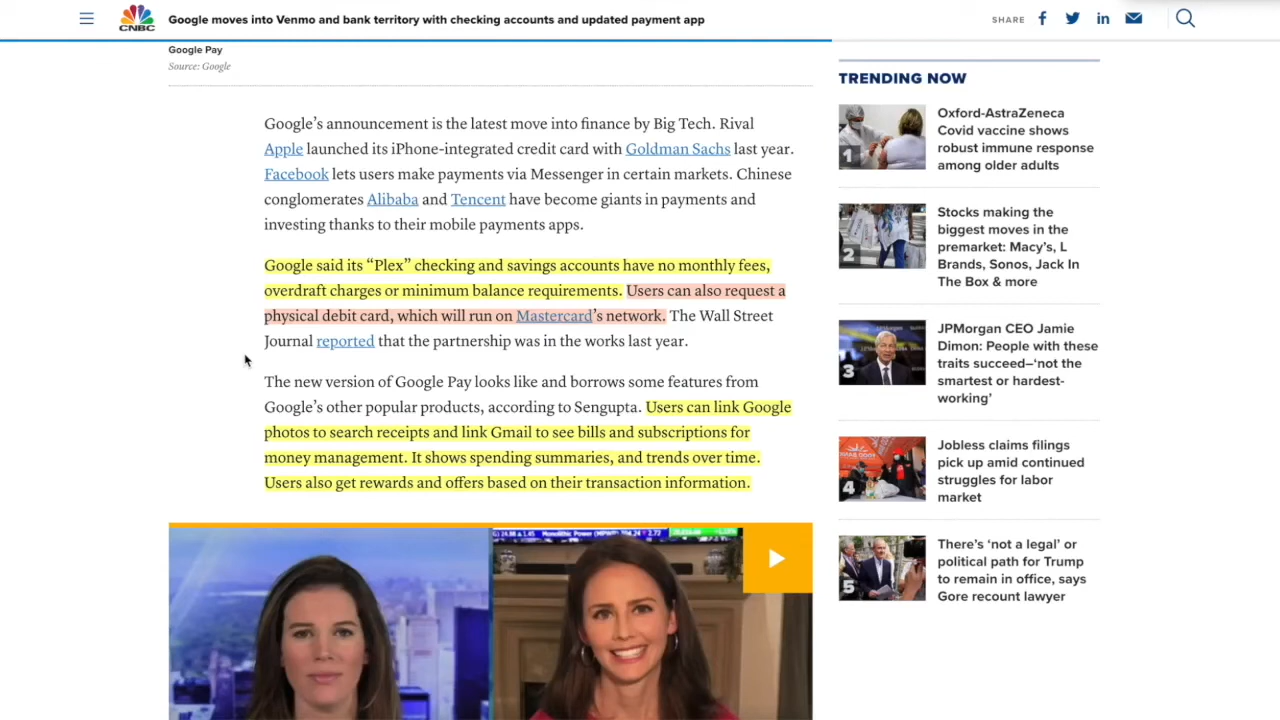 CNBC
Google moves into Venmo and bank territory with checking accounts and updated payment app
SHARE
Google Pay
Source: Google
Google’s announcement is the latest move into finance by Big Tech. Rival
Apple launched its iPhone-integrated credit card with Goldman Sachs last year.
Facebook lets users make payments via Messenger in certain markets. Chinese
conglomerates Alibaba and Tencent have become giants in payments and
investing thanks to their mobile payments apps.
Google said its “Plex” checking and savings accounts have no monthly fees,
overdraft charges or minimum balance requirements. Users can also request a
physical debit card, which will run on Mastercard’s network. The Wall Street
Journal reported that the partnership was in the works last year.
The new version of Google Pay looks like and borrows some features from
Google’s other popular products, according to Sengupta. Users can link Google
photos to search receipts and link Gmail to see bills and subscriptions for
money management. It shows spending summaries, and trends over time.
Users also get rewards and offers based on their transaction information.
TRENDING NOW
1
Oxford-AstraZeneca
Covid vaccine shows
robust immune response
among older adults
2
Stocks making the
biggest moves in the
premarket: Macy’s, L
Brands, Sonos, Jack In
The Box & more
3
JPMorgan CEO Jamie
Dimon: People with these
traits succeed—‘not the
smartest or hardest-
working’
4
Jobless claims filings
pick up amid continued
struggles for labor
market
5
There’s ‘not a legal’ or
political path for Trump
to remain in office, says
Gore recount lawyer